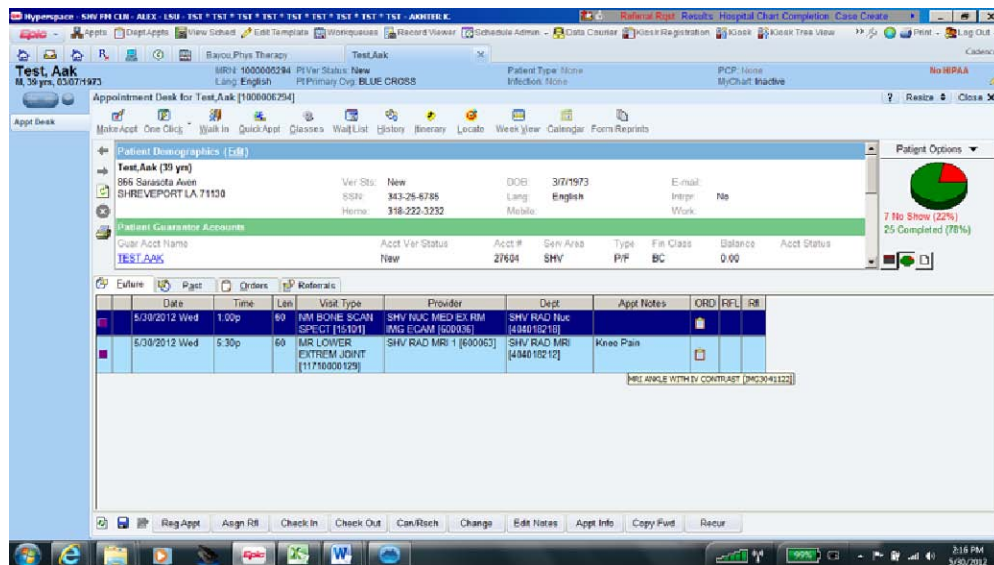 Hyperspace - SHV FM CLN - ALEX - LSU - TST * TST * TST * TST * TST * TST * TST * TST * TST - AKHTER K. Referral Rqst Results Hospital Chart Completion Case Create
Epic Appts Dept Appts View Sched Edit Template Workqueues Record Viewer Schedule Admin Data Courier Kiosk Registration Kiosk Kiosk Tree View Print Log Out
Bayou,Phys Therapy Test,Aak Cadence
Test, Aak MRN: 1000006294 Pt Ver Status: New Patient Type: None PCP: None No HIPAA
M, 39 yrs, 03/07/1973 Lang: English Pt Primary Cvg: BLUE CROSS Infection: None MyChart: Inactive
Appointment Desk for Test,Aak [1000006294] ? Resize Close X
Appt Desk
Make Appt One Click Walk In Quick Appt Classes Wait List History Itinerary Locate Week View Calendar Form Reprints
Patient Demographics (Edit) Patient Options
Test,Aak (39 yrs)
866 Sarasota Aven Ver Sts: New DOB: 3/7/1973 E-mail:
SHREVEPORT LA 71130 SSN: 343-25-6785 Lang: English Intrpr: No
Home: 318-222-3232 Mobile: Work:
7 No Show (22%)
25 Completed (78%)
Patient Guarantor Accounts
Guar Acct Name Acct Ver Status Acct # Serv Area Type Fin Class Balance Acct Status
TEST,AAK New 27604 SHV P/F BC 0.00
Future Past Orders Referrals
Date Time Len Visit Type Provider Dept Appt Notes ORD RFL Rfl
5/30/2012 Wed 1:00p 60 NM BONE SCAN SHV NUC MED EX RM SHV RAD Nuc
SPECT [15101] IMG ECAM [600036] [404018218]
5/30/2012 Wed 5:30p 60 MR LOWER SHV RAD MRI 1 [600063] SHV RAD MRI Knee Pain
EXTREM JOINT [404018212]
[11710000129]
MRI ANKLE WITH IV CONTRAST [IMG3041122]
Reg Appt Asgn Rfl Check In Check Out Can/Rsch Change Edit Notes Appt Info Copy Fwd Recur
Epic 99% 2:16 PM
5/30/2012